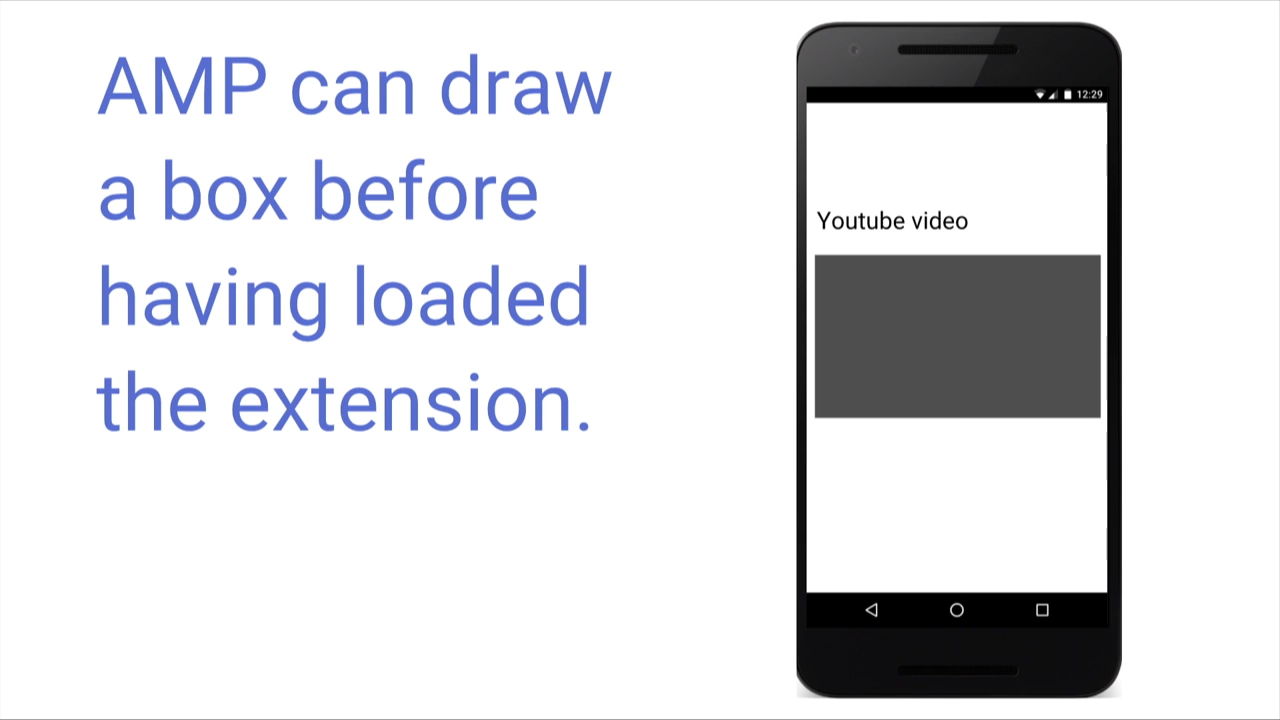 AMP can draw
a box before
having loaded
the extension.
12:29
Youtube video